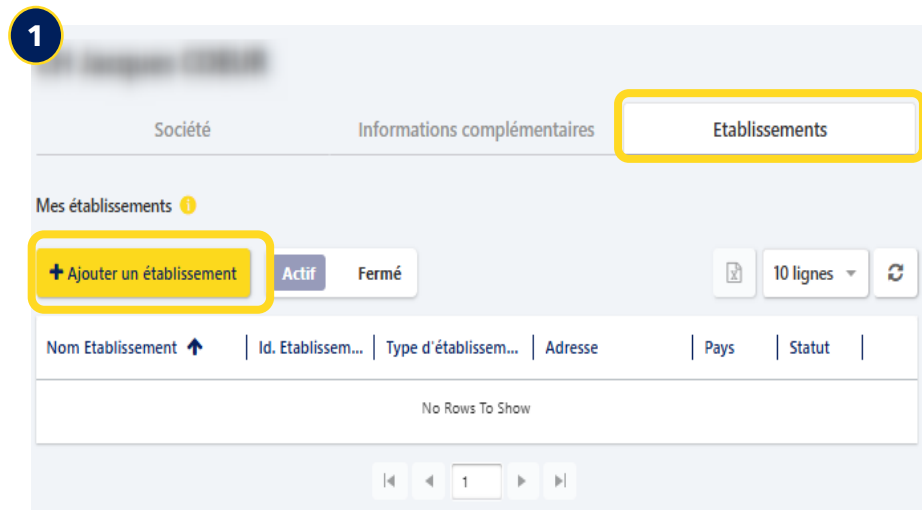 1
Société Informations complémentaires Etablissements
Mes établissements
+ Ajouter un établissement Actif Fermé 10 lignes
Nom Etablissement Id. Etablissem... Type d'établissem... Adresse Pays Statut
No Rows To Show
1